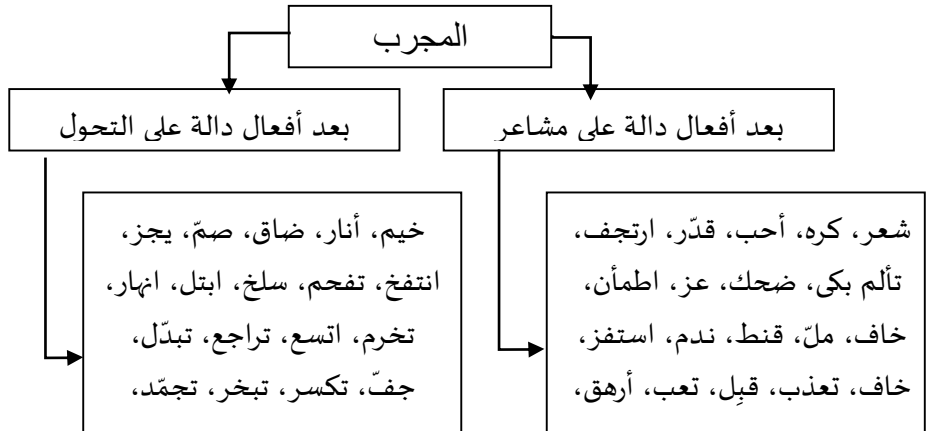 المجرب
بعد أفعال دالة على مشاعر
بعد أفعال دالة على التحول
شعر، كره، أحب، قدّر، ارتجف،
تألم بكى، ضحك، عز، اطمأن،
خاف، ملّ، قنط، ندم، استفز،
خاف، تعذب، قبِل، تعب، أرهق،
خيم، أنار، ضاق، صمّ، يجز،
انتفخ، تفحم، سلخ، ابتل، انهار،
تخرم، اتسع، تراجع، تبدّل،
جفّ، تكسر، تبخر، تجمّد،